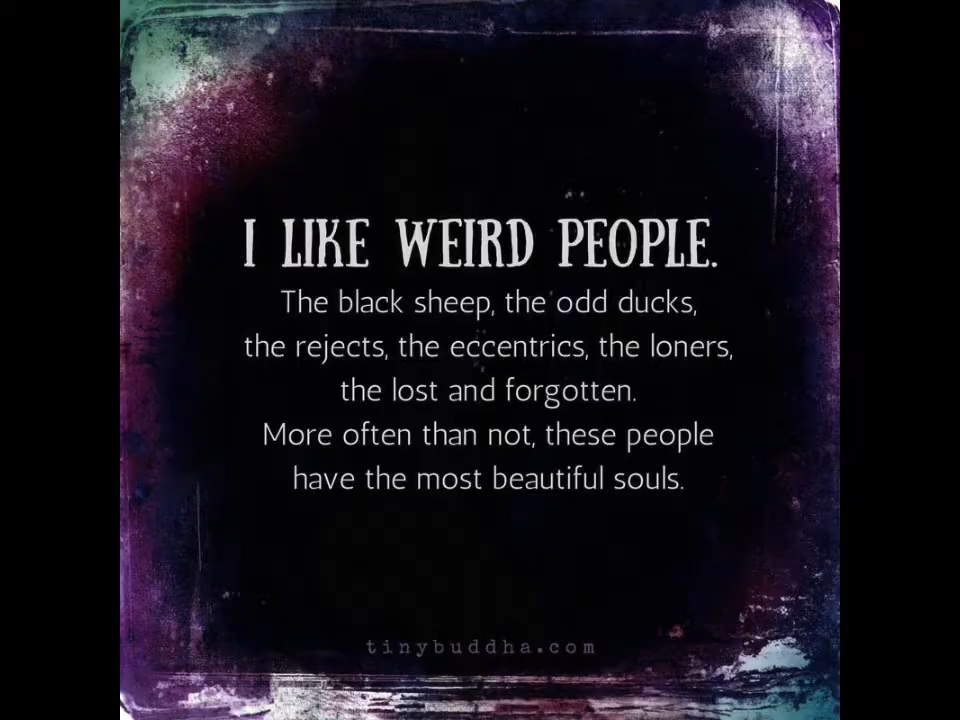 I LIKE WEIRD PEOPLE.
The black sheep, the odd ducks,
the rejects, the eccentrics, the loners,
the lost and forgotten.
More often than not, these people
have the most beautiful souls.
tinybuddha.com